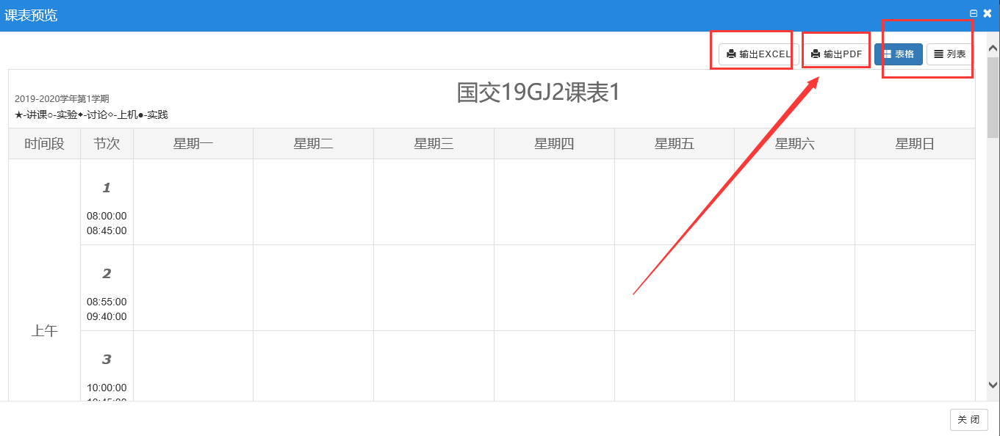 课表预览
输出EXCEL 输出PDF 表格 列表
国交19GJ2课表1
2019-2020学年第1学期
★-讲课○-实验◆-讨论◇-上机●-实践
时间段 节次 星期一 星期二 星期三 星期四 星期五 星期六 星期日
1
08:00:00
08:45:00
2
08:55:00
09:40:00
上午
3
10:00:00
10:45:00
关 闭